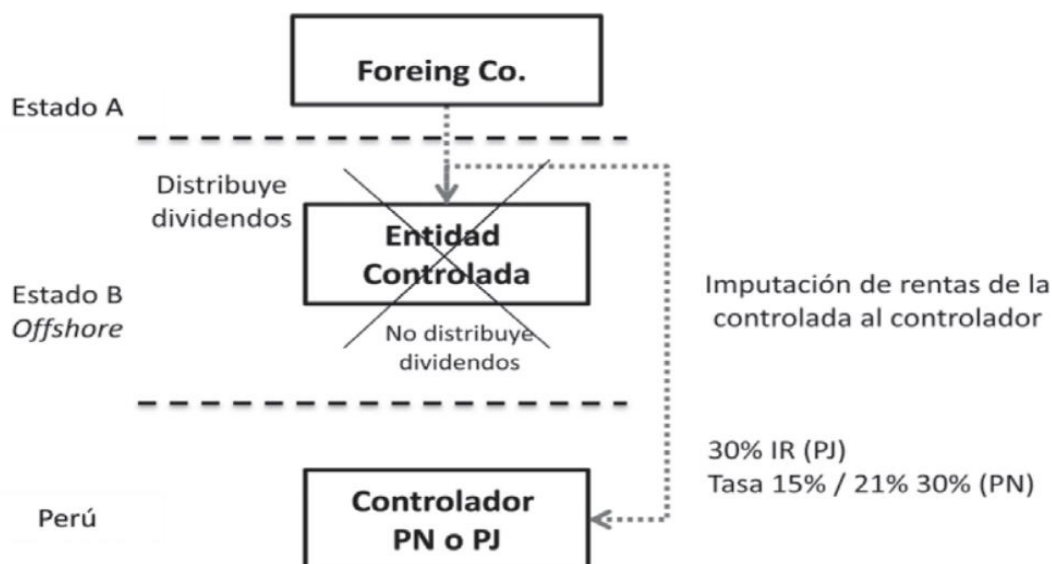 Foreing Co.
Estado A
Distribuye
dividendos
Entidad
Controlada
Estado B
Offshore
No distribuye
dividendos
Imputación de rentas de la
controlada al controlador
30% IR (PJ)
Tasa 15% / 21% 30% (PN)
Perú
Controlador
PN o PJ